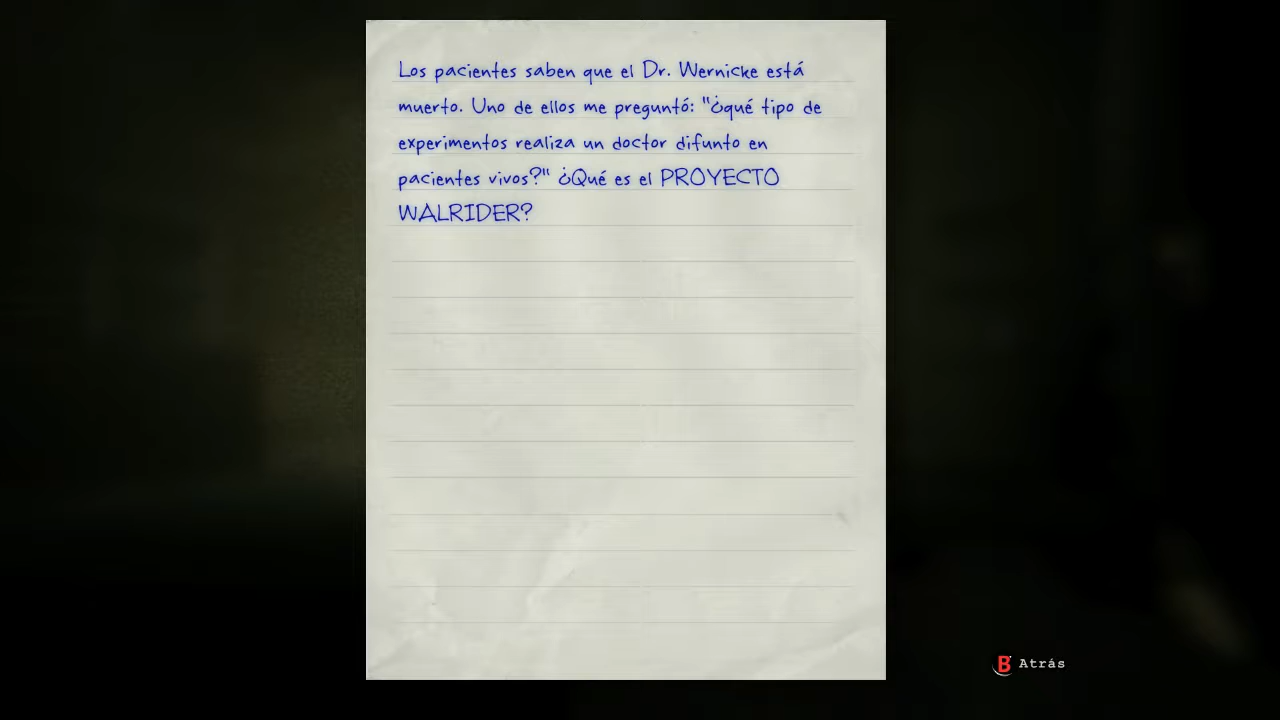 Los pacientes saben que el Dr. Wernicke está
muerto. Uno de ellos me preguntó: "¿qué tipo de
experimentos realiza un doctor difunto en
pacientes vivos?" ¿Qué es el PROYECTO
WALRIDER?
B Atrás